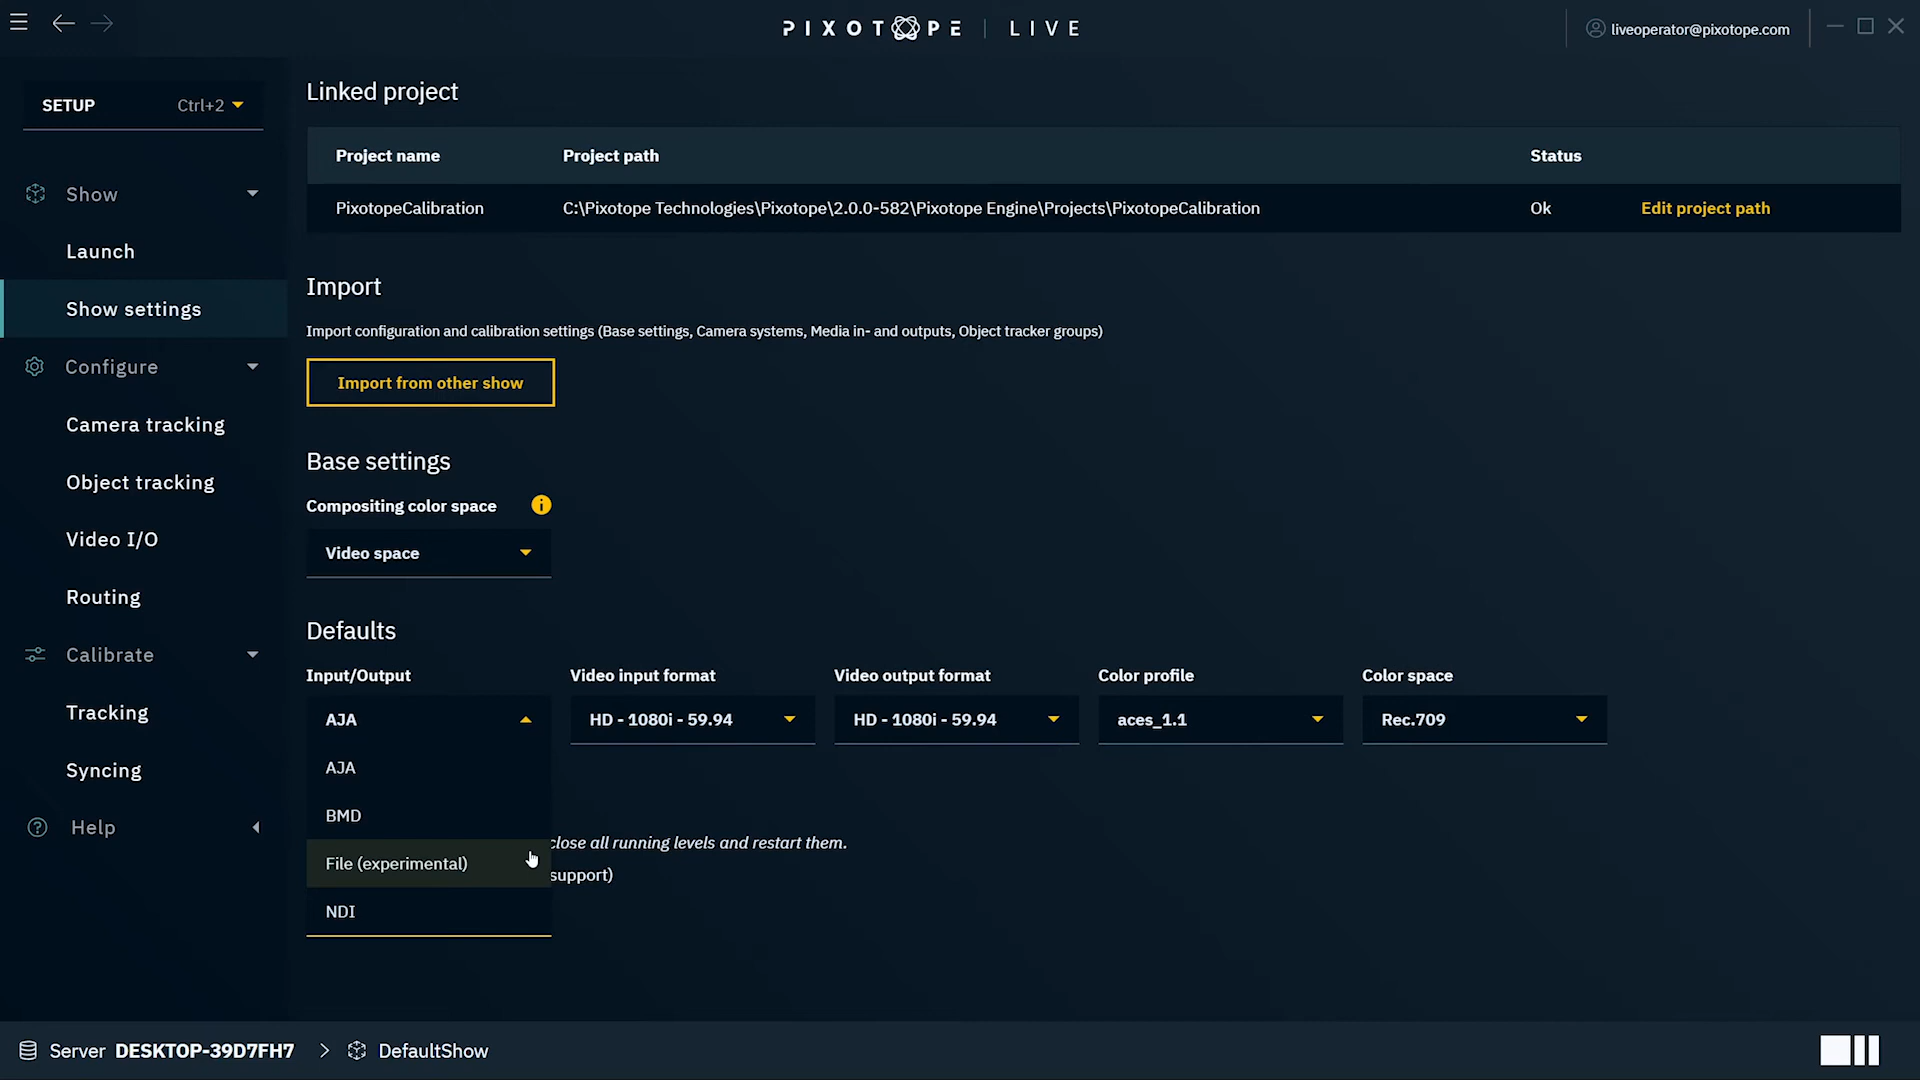 PIXOTOPE | LIVE
liveoperator@pixotope.com
SETUP Ctrl+2
Show
Launch
Show settings
Configure
Camera tracking
Object tracking
Video I/O
Routing
Calibrate
Tracking
Syncing
Help
Linked project
Project name Project path Status
PixotopeCalibration C:\Pixotope Technologies\Pixotope\2.0.0-582\Pixotope Engine\Projects\PixotopeCalibration Ok Edit project path
Import
Import configuration and calibration settings (Base settings, Camera systems, Media in- and outputs, Object tracker groups)
Import from other show
Base settings
Compositing color space
Video space
Defaults
Input/Output Video input format Video output format Color profile Color space
AJA HD - 1080i - 59.94 HD - 1080i - 59.94 aces_1.1 Rec.709
AJA
BMD
close all running levels and restart them.
File (experimental)
support)
NDI
Server DESKTOP-39D7FH7 > DefaultShow